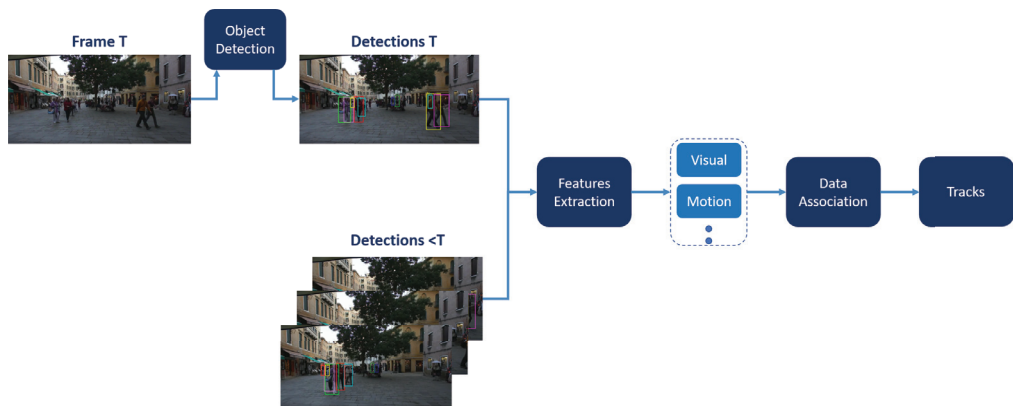 Frame T
Object
Detection
Detections T
Detections <T
Features
Extraction
Visual
Motion
Data
Association
Tracks